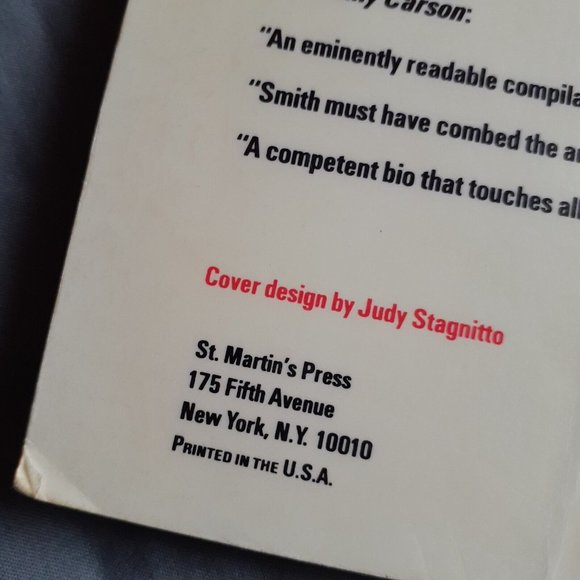 Carson:
"An eminently readable
"Smith must have combed the
"A competent bio that touches all
Cover design by Judy Stagnitto
St. Martin's Press
175 Fifth Avenue
New York, N.Y. 10010
PRINTED IN THE U.S.A.